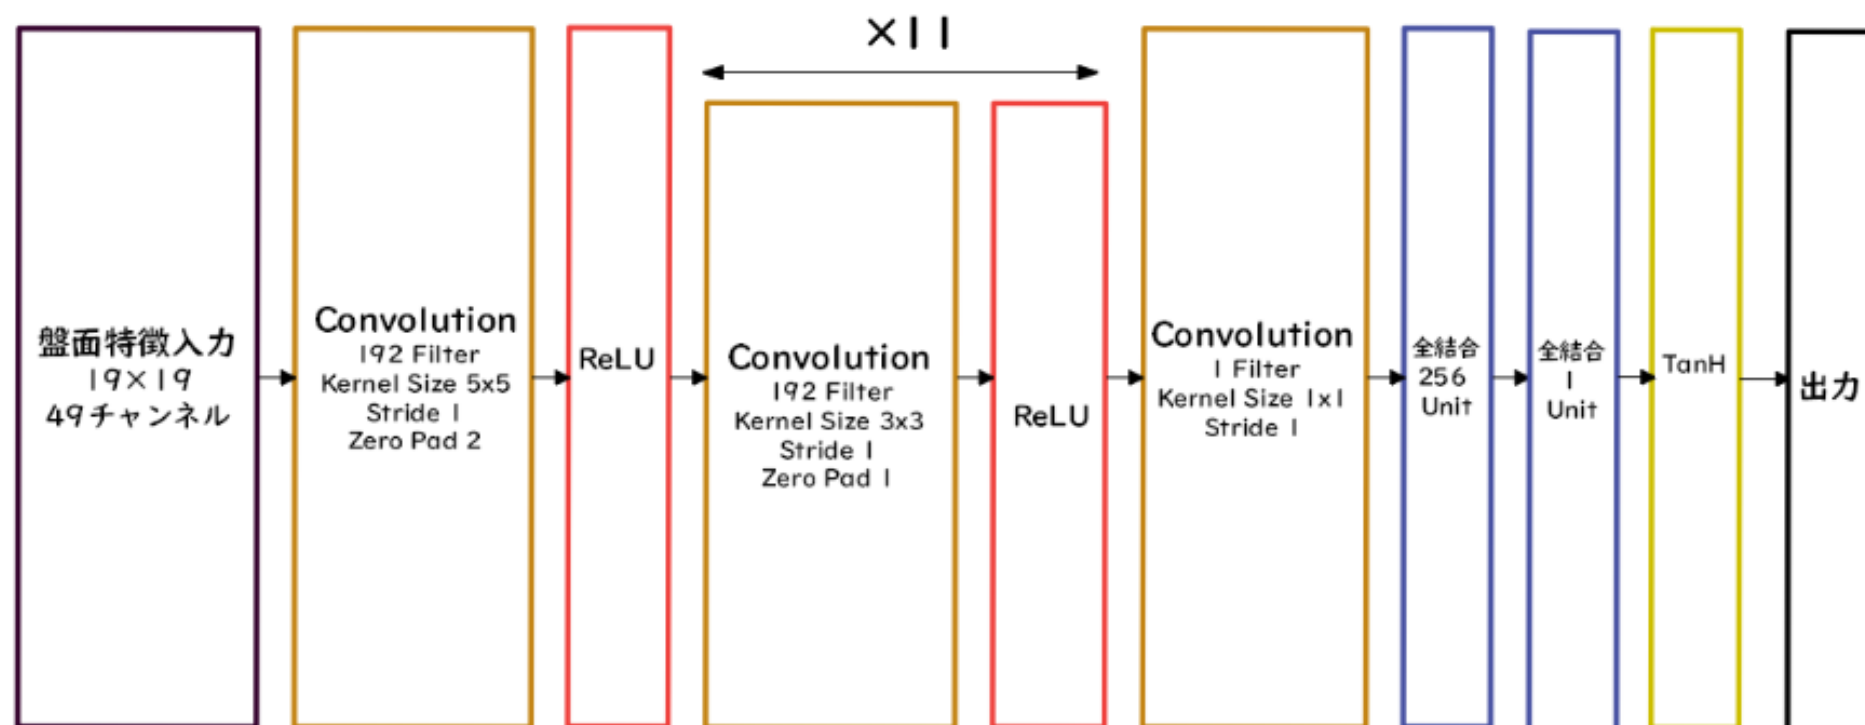 ×11
盤面特徴入力
19×19
49チャンネル
Convolution
192 Filter
Kernel Size 5x5
Stride 1
Zero Pad 2
ReLU
Convolution
192 Filter
Kernel Size 3x3
Stride 1
Zero Pad 1
ReLU
Convolution
1 Filter
Kernel Size 1x1
Stride 1
全結合
256
Unit
全結合
1
Unit
TanH
出力